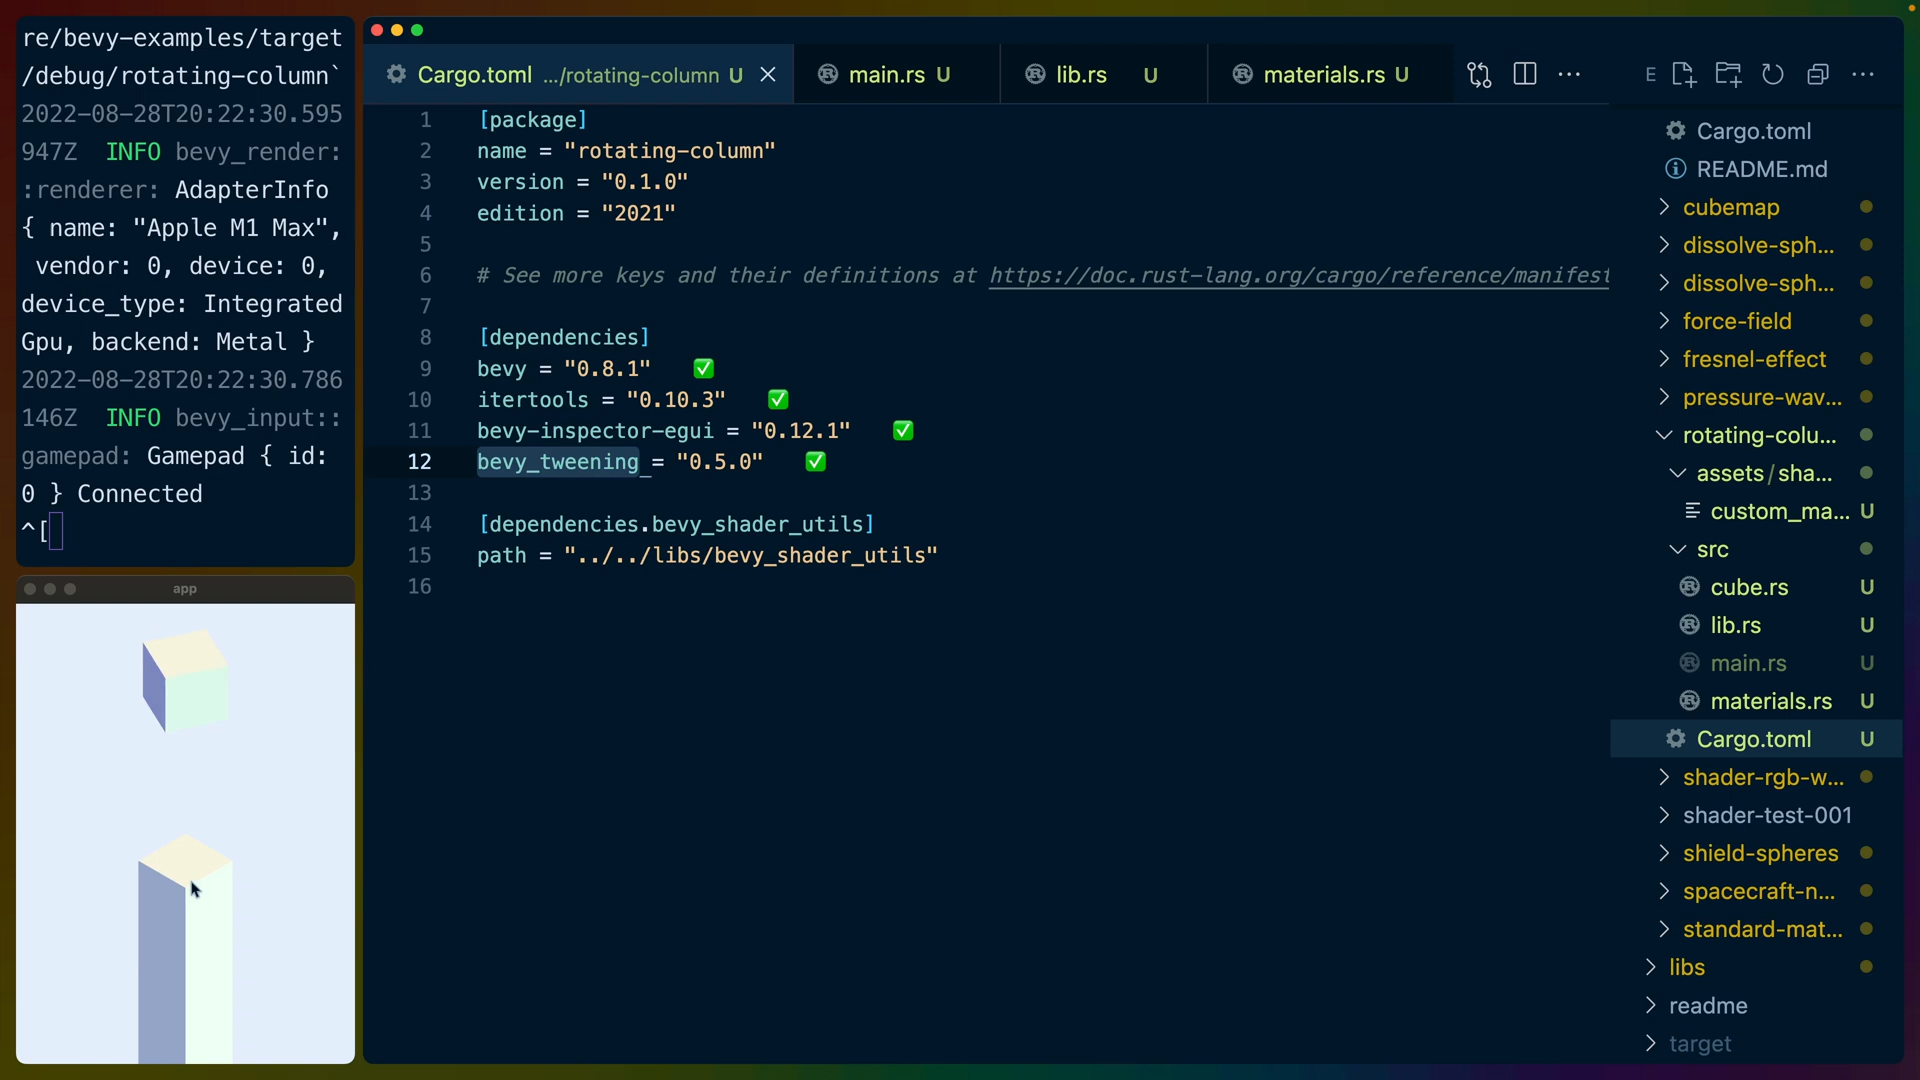 re/bevy-examples/target
/debug/rotating-column`
2022-08-28T20:22:30.595
947Z  INFO bevy_render:
:renderer: AdapterInfo
{ name: "Apple M1 Max",
 vendor: 0, device: 0,
device_type: Integrated
Gpu, backend: Metal }
2022-08-28T20:22:30.786
146Z  INFO bevy_input::
gamepad: Gamepad { id:
0 } Connected
^[
app
Cargo.toml .../rotating-column U
main.rs U
lib.rs U
materials.rs U
1 [package]
2 name = "rotating-column"
3 version = "0.1.0"
4 edition = "2021"
5
6 # See more keys and their definitions at https://doc.rust-lang.org/cargo/reference/manifest
7
8 [dependencies]
9 bevy = "0.8.1" ✅
10 itertools = "0.10.3" ✅
11 bevy-inspector-egui = "0.12.1" ✅
12 bevy_tweening = "0.5.0" ✅
13
14 [dependencies.bevy_shader_utils]
15 path = "../../libs/bevy_shader_utils"
16
E
Cargo.toml
README.md
cubemap
dissolve-sph...
dissolve-sph...
force-field
fresnel-effect
pressure-wav...
rotating-colu...
assets/sha...
custom_ma... U
src
cube.rs U
lib.rs U
main.rs U
materials.rs U
Cargo.toml U
shader-rgb-w...
shader-test-001
shield-spheres
spacecraft-n...
standard-mat...
libs
readme
target